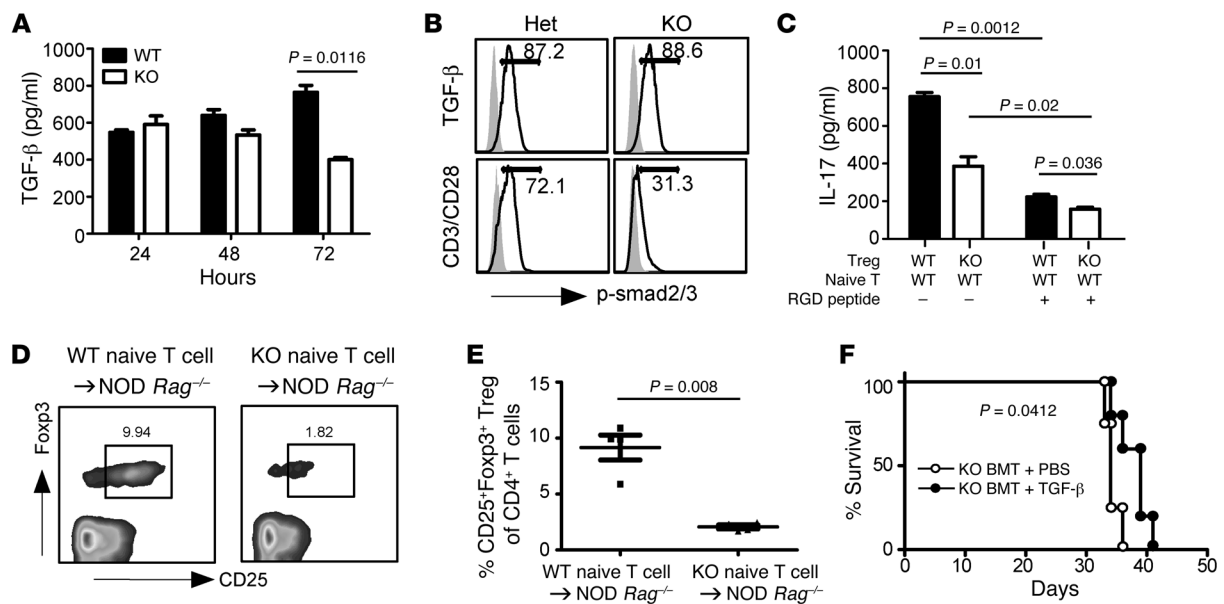 A
1000
800
600
400
200
0
TGF-β (pg/ml)
WT
KO
P = 0.0116
24 48 72
Hours
B
Het KO
TGF-β
87.2 88.6
CD3/CD28
72.1 31.3
p-smad2/3
C
1000
800
600
400
200
0
IL-17 (pg/ml)
P = 0.0012
P = 0.01
P = 0.02
P = 0.036
Treg WT KO WT KO
Naive T WT WT WT WT
RGD peptide – – + +
D
WT naive T cell KO naive T cell
→NOD Rag–/– →NOD Rag–/–
Foxp3
9.94 1.82
CD25
E
% CD25+Foxp3+ Treg
of CD4+ T cells
15
10
5
0
P = 0.008
WT naive T cell KO naive T cell
→ NOD Rag–/– → NOD Rag–/–
F
% Survival
100
50
0
P = 0.0412
KO BMT + PBS
KO BMT + TGF-β
0 10 20 30 40 50
Days